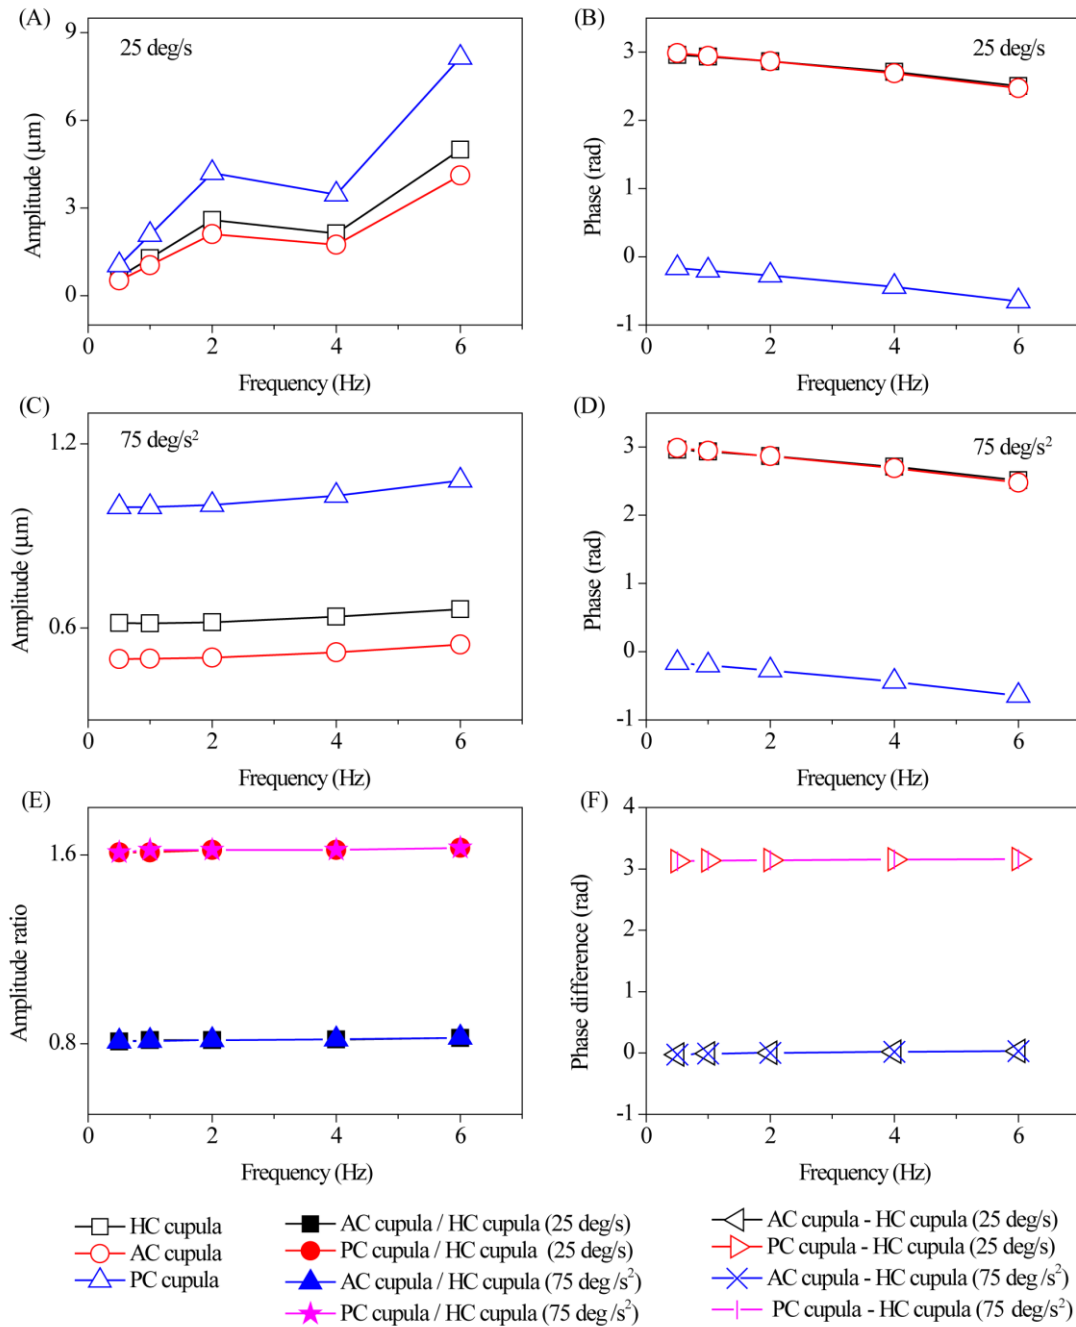 (A)
25 deg/s
9
6
3
0
Amplitude (µm)
0 2 4 6
Frequency (Hz)
(B)
25 deg/s
3
2
1
0
-1
Phase (rad)
0 2 4 6
Frequency (Hz)
(C)
75 deg/s²
1.2
0.6
Amplitude (µm)
0 2 4 6
Frequency (Hz)
(D)
75 deg/s²
3
2
1
0
-1
Phase (rad)
0 2 4 6
Frequency (Hz)
(E)
1.6
0.8
Amplitude ratio
0 2 4 6
Frequency (Hz)
(F)
4
3
2
1
0
-1
Phase difference (rad)
0 2 4 6
Frequency (Hz)
HC cupula
AC cupula
PC cupula
AC cupula / HC cupula (25 deg/s)
PC cupula / HC cupula (25 deg/s)
AC cupula / HC cupula (75 deg/s²)
PC cupula / HC cupula (75 deg/s²)
AC cupula - HC cupula (25 deg/s)
PC cupula - HC cupula (25 deg/s)
AC cupula - HC cupula (75 deg/s²)
PC cupula - HC cupula (75 deg/s²)